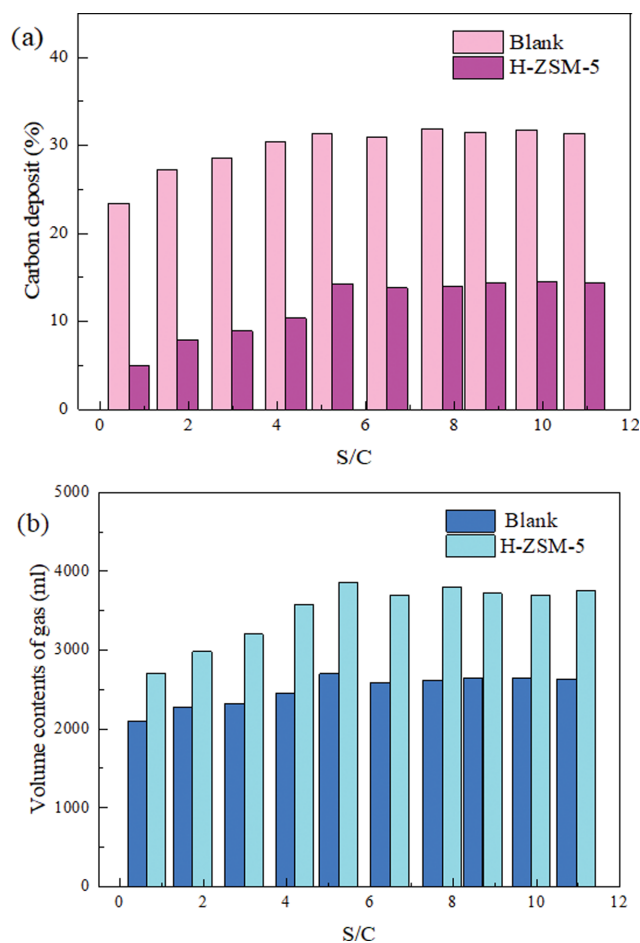 (a)
Blank
H-ZSM-5
Carbon deposit (%)
40
30
20
10
0
0 2 4 6 8 10 12
S/C
(b)
Blank
H-ZSM-5
Volume contents of gas (ml)
5000
4000
3000
2000
1000
0
0 2 4 6 8 10 12
S/C